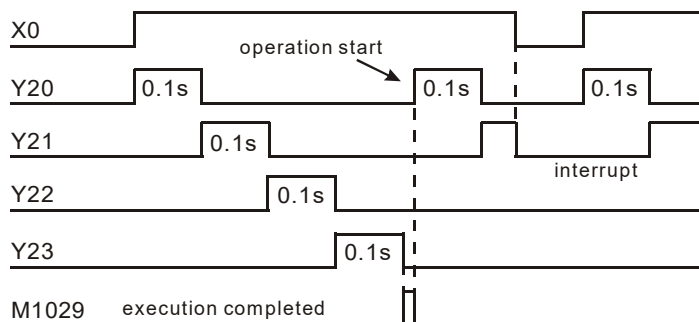 X0
operation start
Y20 0.1s 0.1s 0.1s
Y21 0.1s
interrupt
Y22 0.1s
Y23 0.1s
M1029 execution completed